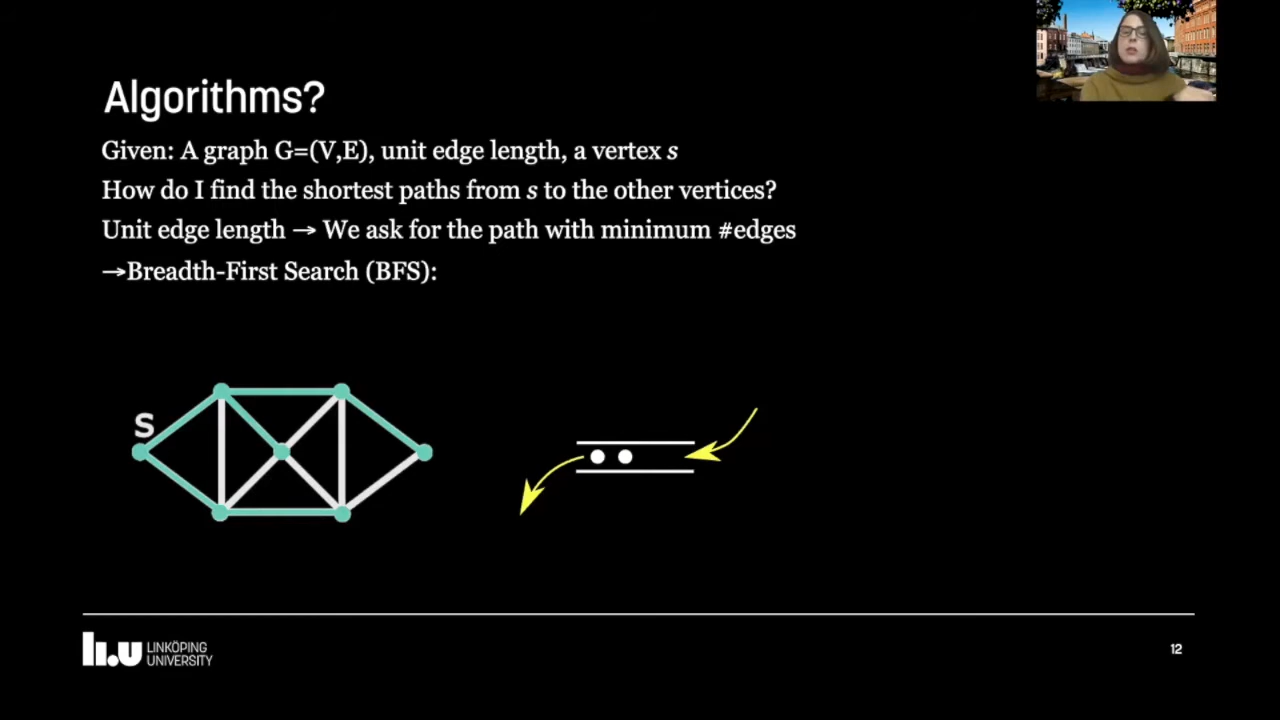 Algorithms?
Given: A graph G=(V,E), unit edge length, a vertex s
How do I find the shortest paths from s to the other vertices?
Unit edge length → We ask for the path with minimum #edges
→Breadth-First Search (BFS):
S
li.u LINKÖPING
UNIVERSITY
12